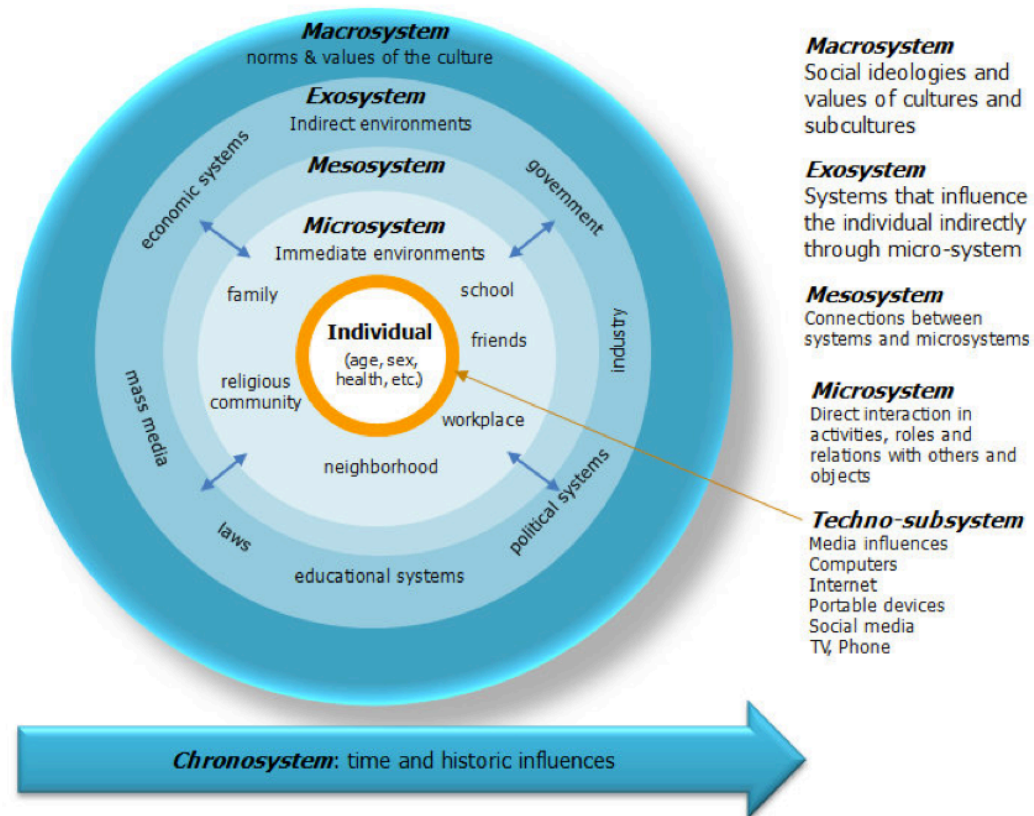 Macrosystem
norms & values of the culture
Exosystem
Indirect environments
Mesosystem
Microsystem
Immediate environments
economic systems
government
family
school
Individual
(age, sex,
health, etc.)
friends
industry
religious
community
workplace
mass media
neighborhood
laws
political systems
educational systems
Macrosystem
Social ideologies and
values of cultures and
subcultures
Exosystem
Systems that influence
the individual indirectly
through micro-system
Mesosystem
Connections between
systems and microsystems
Microsystem
Direct interaction in
activities, roles and
relations with others and
objects
Techno-subsystem
Media influences
Computers
Internet
Portable devices
Social media
TV, Phone
Chronosystem: time and historic influences